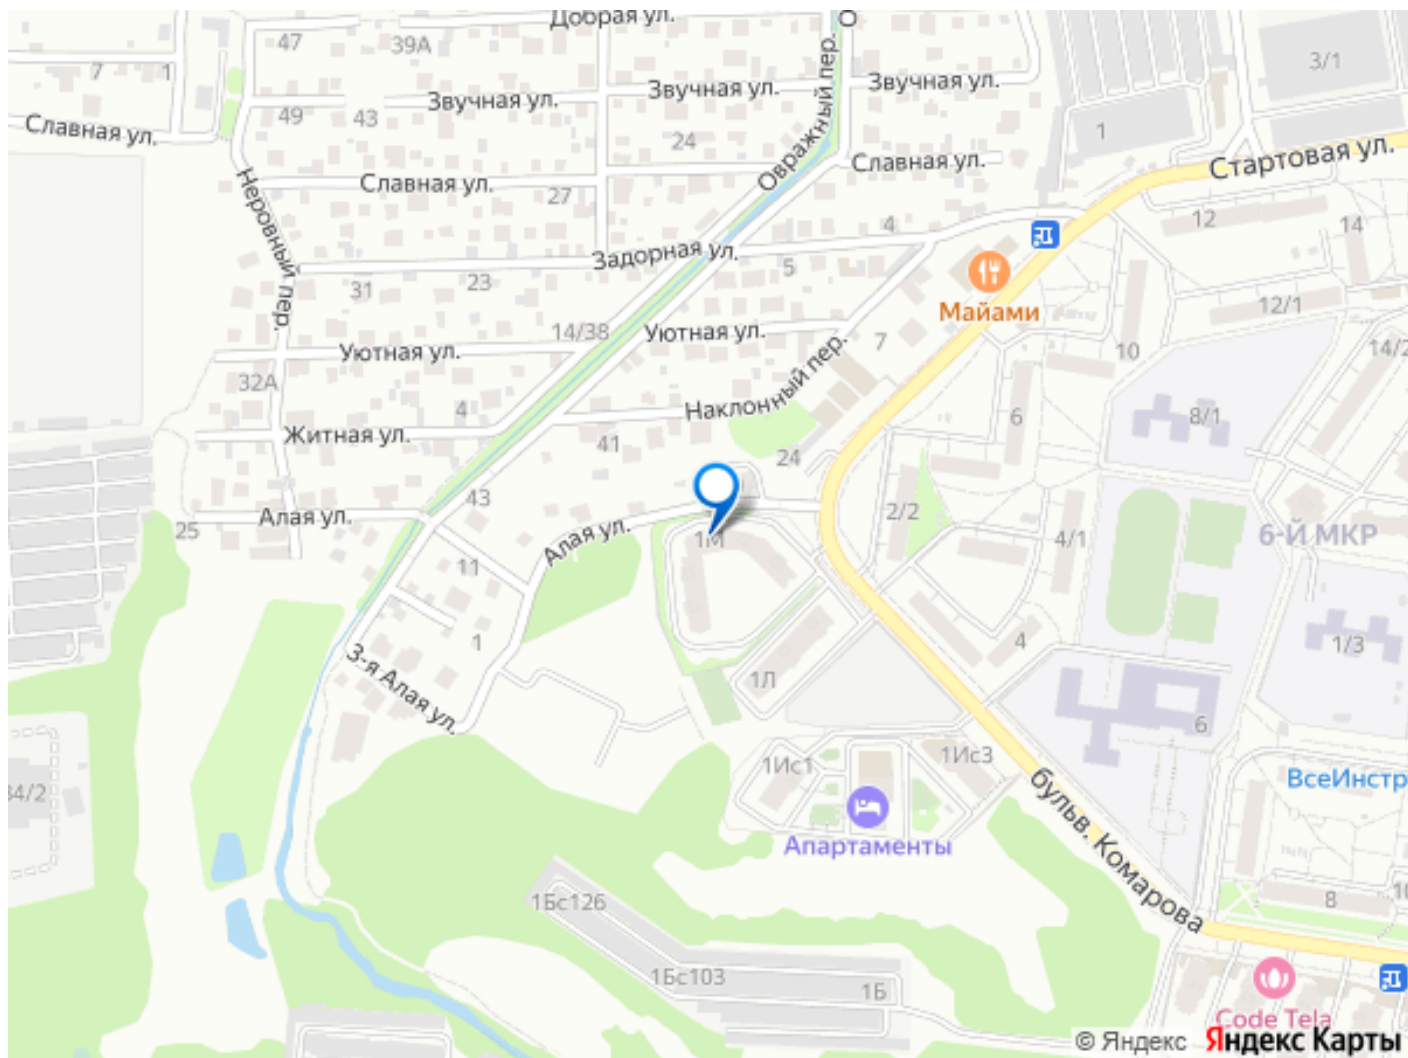 Добрая ул.
47
39А
О
3/1
7
1
Звучная ул.
Звучная ул.
Звучная ул.
Овражный пер.
49
43
Славная ул.
24
1
Славная ул.
Стартовая ул.
Славная ул.
27
Неровный пер.
12
14
4
Задорная ул.
5
23
31
Майами
12/1
14/38
Уютная ул.
7
Уютная ул.
10
14/2
32А
Наклонный пер.
4
6
8/1
Житная ул.
41
24
43
2/2
25
Алая ул.
Алая ул.
1М
4/1
6-Й МКР
11
1
4
1/3
3-я Алая ул.
1Л
6
1Ис1
1Ис3
бульв. Комарова
ВсеИнстр
34/2
Апартаменты
8
10
1Бс126
1Бс103
1Б
Code Tela
© Яндекс Яндекс Карты